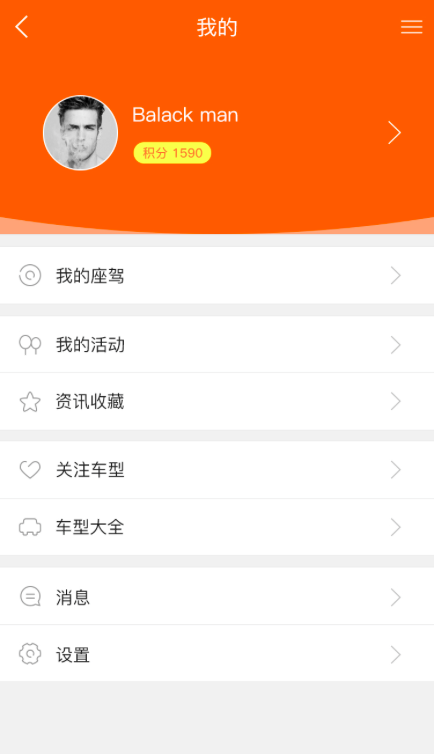 我的
Balack man
积分 1590
我的座驾
我的活动
资讯收藏
关注车型
车型大全
消息
设置